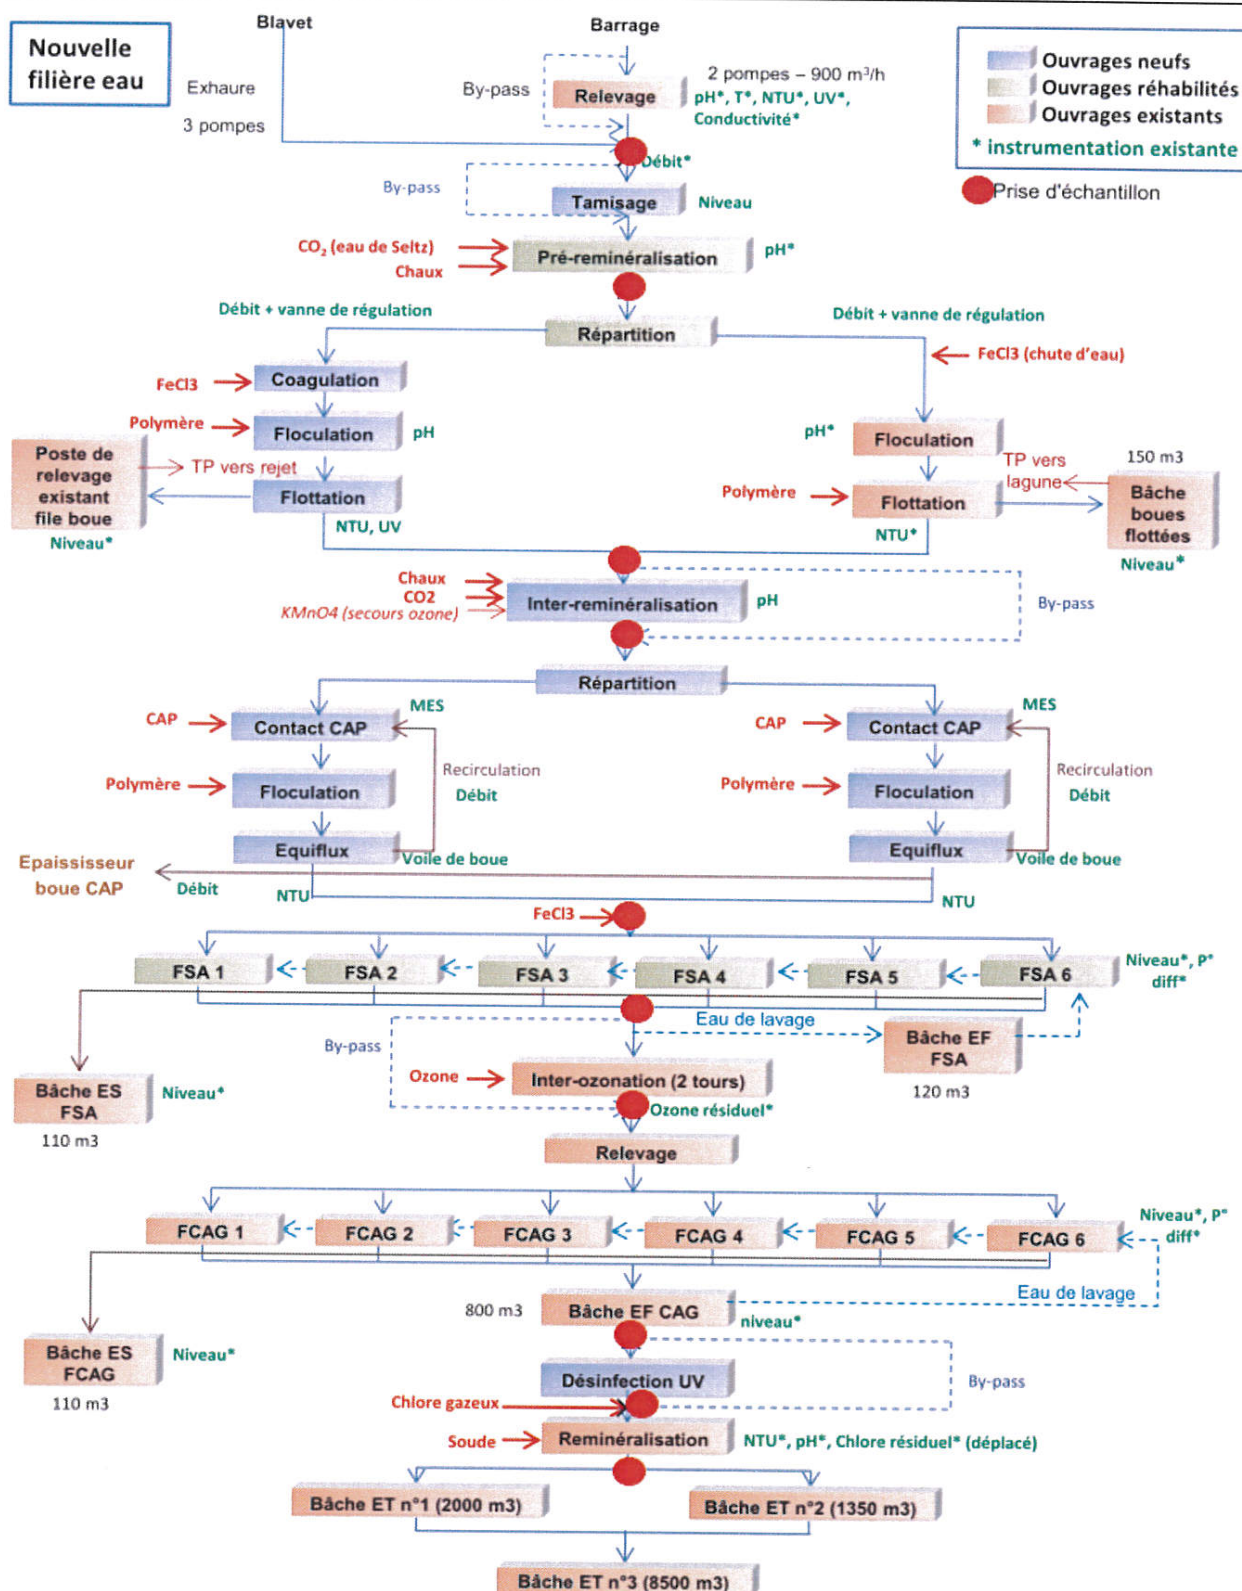 Nouvelle
filière eau
Blavet
Barrage
Exhaure
3 pompes
By-pass
Relevage
2 pompes – 900 m³/h
pH*, T*, NTU*, UV*,
Conductivité*
Ouvrages neufs
Ouvrages réhabilités
Ouvrages existants
* instrumentation existante
Prise d'échantillon
Débit*
By-pass
Tamisage
Niveau
CO₂ (eau de Seltz)
Chaux
Pré-reminéralisation
pH*
Débit + vanne de régulation
Répartition
Débit + vanne de régulation
FeCl3
Coagulation
FeCl3 (chute d'eau)
Polymère
Floculation
pH
pH*
Floculation
Poste de
relevage
existant
file boue
Niveau*
TP vers rejet
Flottation
NTU, UV
Polymère
Flottation
NTU*
TP vers
lagune
150 m3
Bâche
boues
flottées
Niveau*
Chaux
CO2
KMnO4 (secours ozone)
Inter-reminéralisation
pH
By-pass
Répartition
CAP
Contact CAP
MES
CAP
Contact CAP
MES
Polymère
Floculation
Recirculation
Débit
Polymère
Floculation
Recirculation
Débit
Equiflux
Voile de boue
Equiflux
Voile de boue
Epaississeur
boue CAP
Débit
NTU
NTU
FeCl3
FSA 1
FSA 2
FSA 3
FSA 4
FSA 5
FSA 6
Niveau*, P°
diff*
Eau de lavage
By-pass
Bâche EF
FSA
120 m3
Bâche ES
FSA
Niveau*
110 m3
Ozone
Inter-ozonation (2 tours)
Ozone résiduel*
Relevage
FCAG 1
FCAG 2
FCAG 3
FCAG 4
FCAG 5
FCAG 6
Niveau*, P°
diff*
Eau de lavage
800 m3
Bâche EF CAG
niveau*
Bâche ES
FCAG
Niveau*
110 m3
Désinfection UV
By-pass
Chlore gazeux
Soude
Reminéralisation
NTU*, pH*, Chlore résiduel* (déplacé)
Bâche ET n°1 (2000 m3)
Bâche ET n°2 (1350 m3)
Bâche ET n°3 (8500 m3)